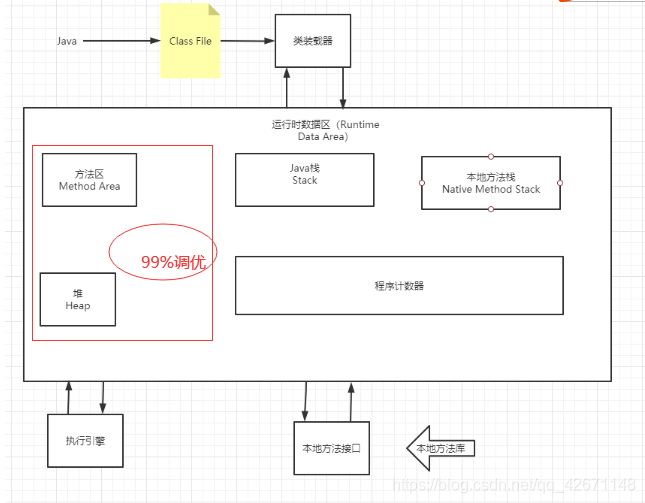 Java
Class File
类装载器
运行时数据区（Runtime
Data Area）
方法区
Method Area
Java栈
Stack
本地方法栈
Native Method Stack
99%调优
堆
Heap
程序计数器
执行引擎
本地方法接口
本地方法库
https://blog.csdn.net/qq_42671148